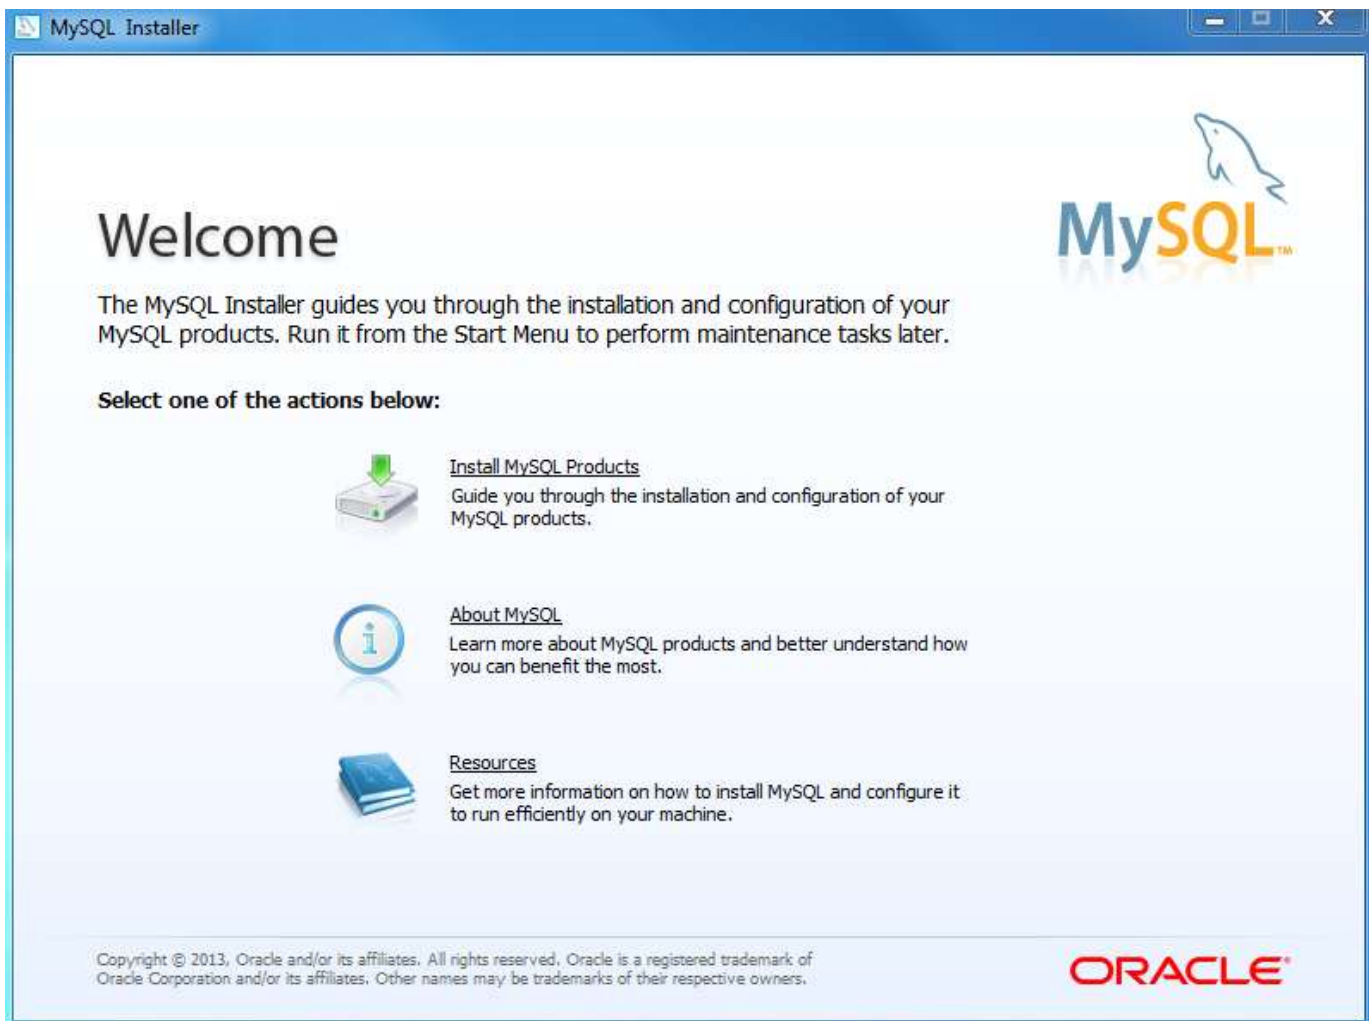 MySQL Installer
MySQL™
Welcome
The MySQL Installer guides you through the installation and configuration of your
MySQL products. Run it from the Start Menu to perform maintenance tasks later.
Select one of the actions below:
Install MySQL Products
Guide you through the installation and configuration of your
MySQL products.
About MySQL
Learn more about MySQL products and better understand how
you can benefit the most.
Resources
Get more information on how to install MySQL and configure it
to run efficiently on your machine.
Copyright © 2013, Oracle and/or its affiliates. All rights reserved. Oracle is a registered trademark of
Oracle Corporation and/or its affiliates. Other names may be trademarks of their respective owners.
ORACLE®